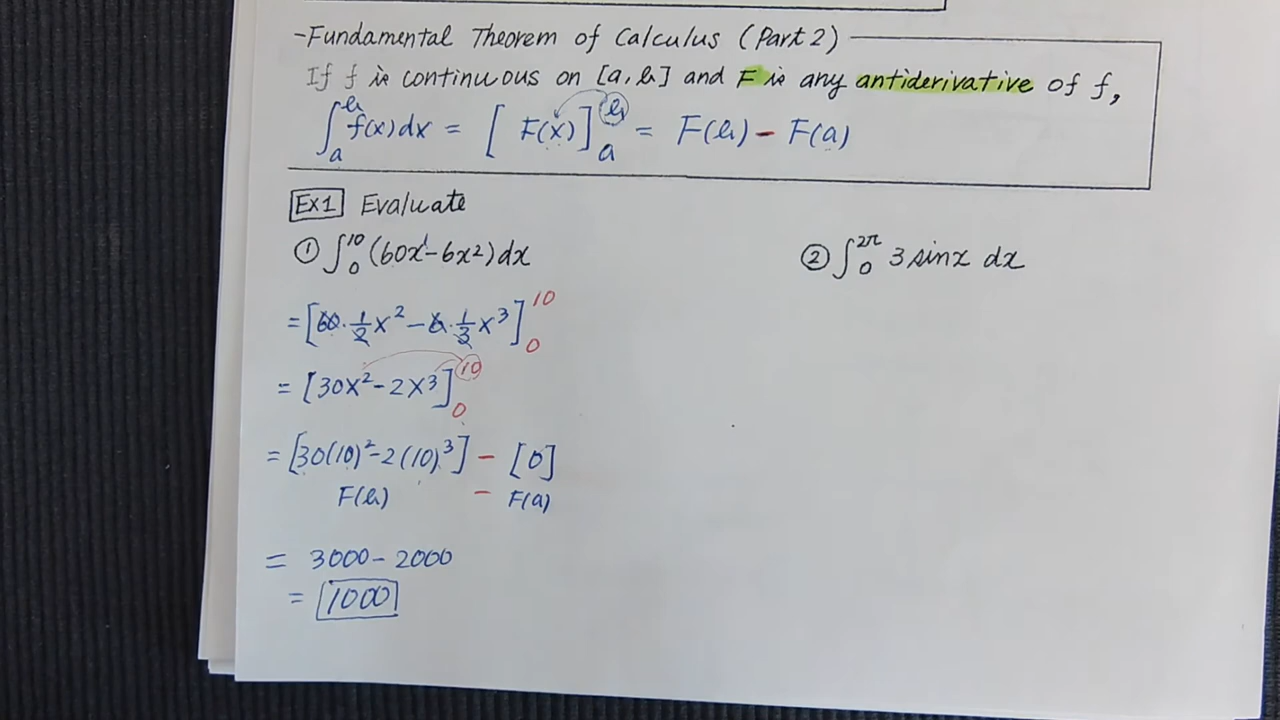 -Fundamental Theorem of Calculus (Part 2)
If f is continuous on [a, b] and F is any antiderivative of f,
∫_a^b f(x)dx = [F(x)]_a^b = F(b) - F(a)
Ex1 Evaluate
① ∫_0^10 (60x^1-6x²)dx
= [60·1/2 x² - 6·1/3 x³]_0^10
= [30x²-2x³]_0^10
= [30(10)²-2(10)³] - [0]
F(b) - F(a)
= 3000-2000
= 1000
② ∫_0^2π 3 sinx dx